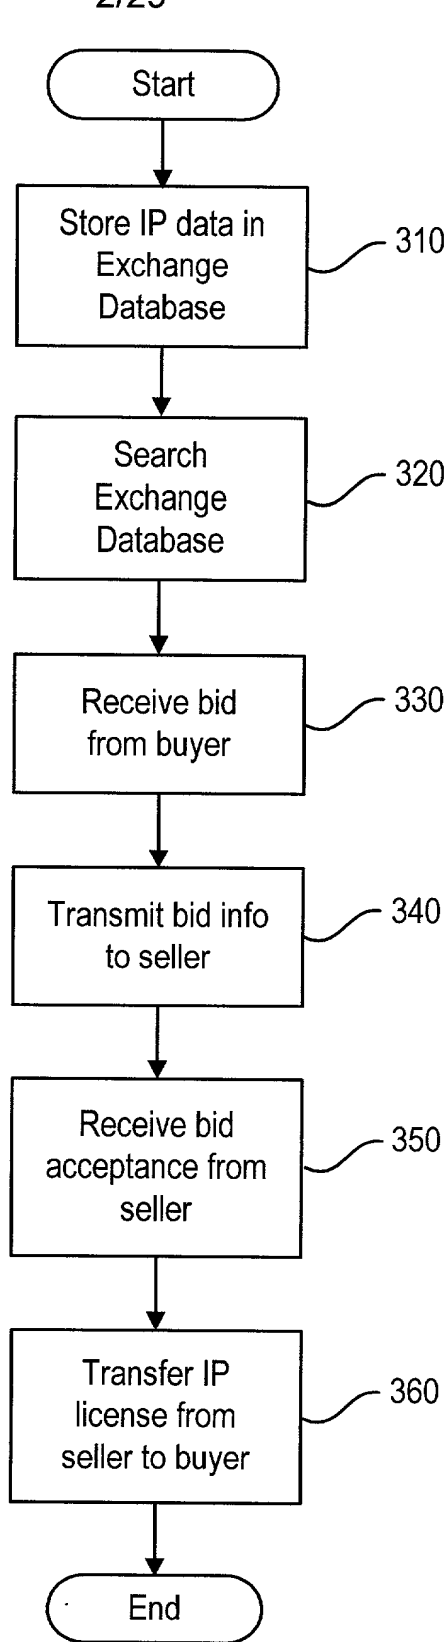 2/25
Start
Store IP data in
Exchange
Database
310
Search
Exchange
Database
320
Receive bid
from buyer
330
Transmit bid info
to seller
340
Receive bid
acceptance from
seller
350
Transfer IP
license from
seller to buyer
360
End